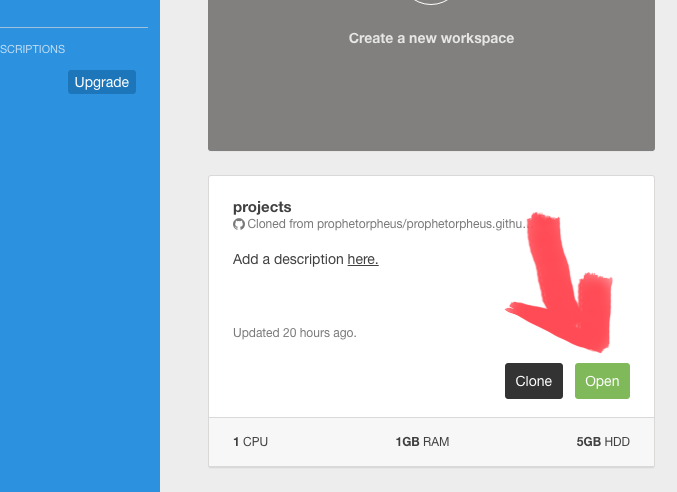 SCRIPTIONS
Upgrade
Create a new workspace
projects
Cloned from prophetorpheus/prophetorpheus.githu...
Add a description here.
Updated 20 hours ago.
Clone
Open
1 CPU
1GB RAM
5GB HDD